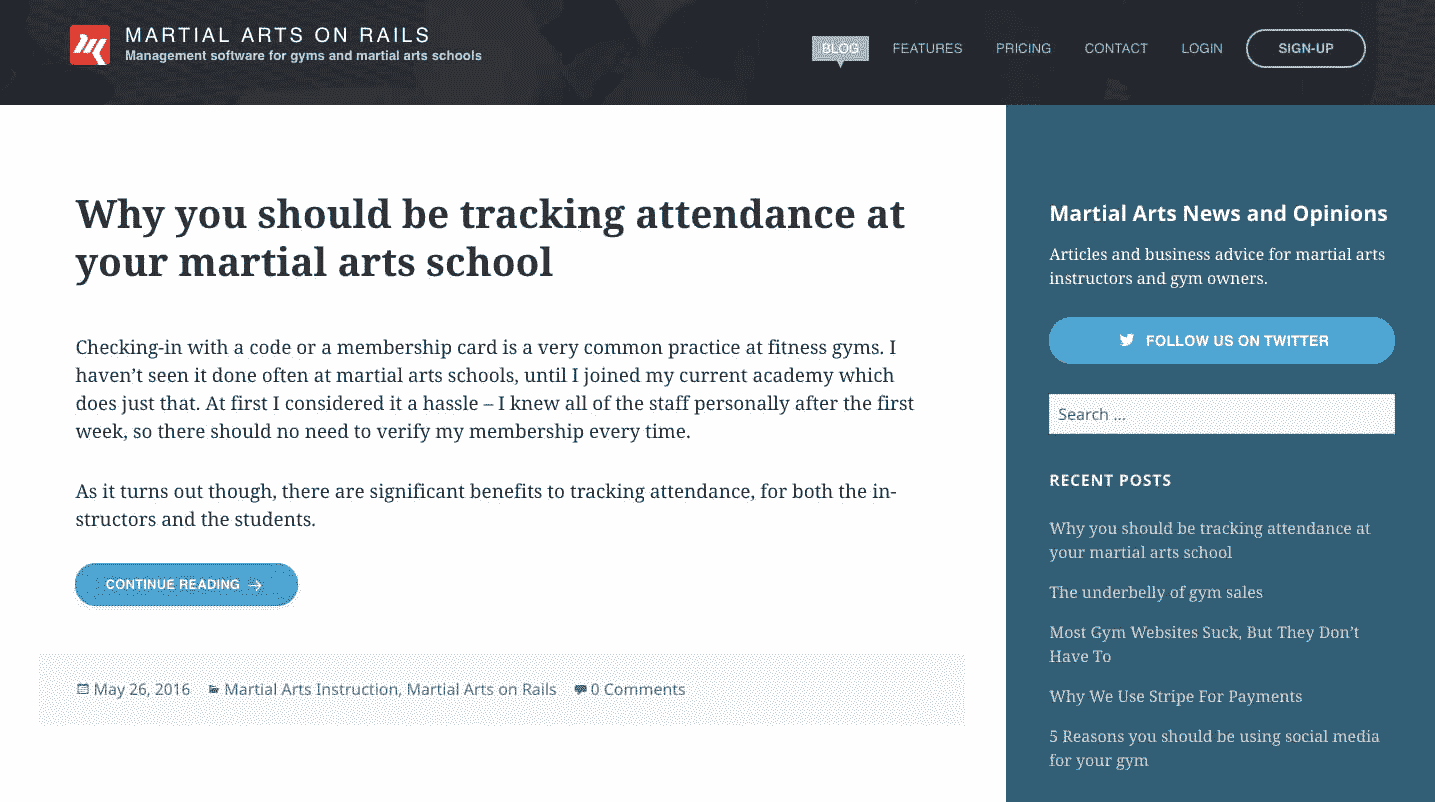 MARTIAL ARTS ON RAILS
Management software for gyms and martial arts schools
BLOG
FEATURES
PRICING
CONTACT
LOGIN
SIGN-UP
Why you should be tracking attendance at
your martial arts school
Checking-in with a code or a membership card is a very common practice at fitness gyms. I
haven’t seen it done often at martial arts schools, until I joined my current academy which
does just that. At first I considered it a hassle – I knew all of the staff personally after the first
week, so there should no need to verify my membership every time.
As it turns out though, there are significant benefits to tracking attendance, for both the in-
structors and the students.
CONTINUE READING →
May 26, 2016 Martial Arts Instruction, Martial Arts on Rails 0 Comments
Martial Arts News and Opinions
Articles and business advice for martial arts
instructors and gym owners.
FOLLOW US ON TWITTER
Search ...
RECENT POSTS
Why you should be tracking attendance at
your martial arts school
The underbelly of gym sales
Most Gym Websites Suck, But They Don’t
Have To
Why We Use Stripe For Payments
5 Reasons you should be using social media
for your gym